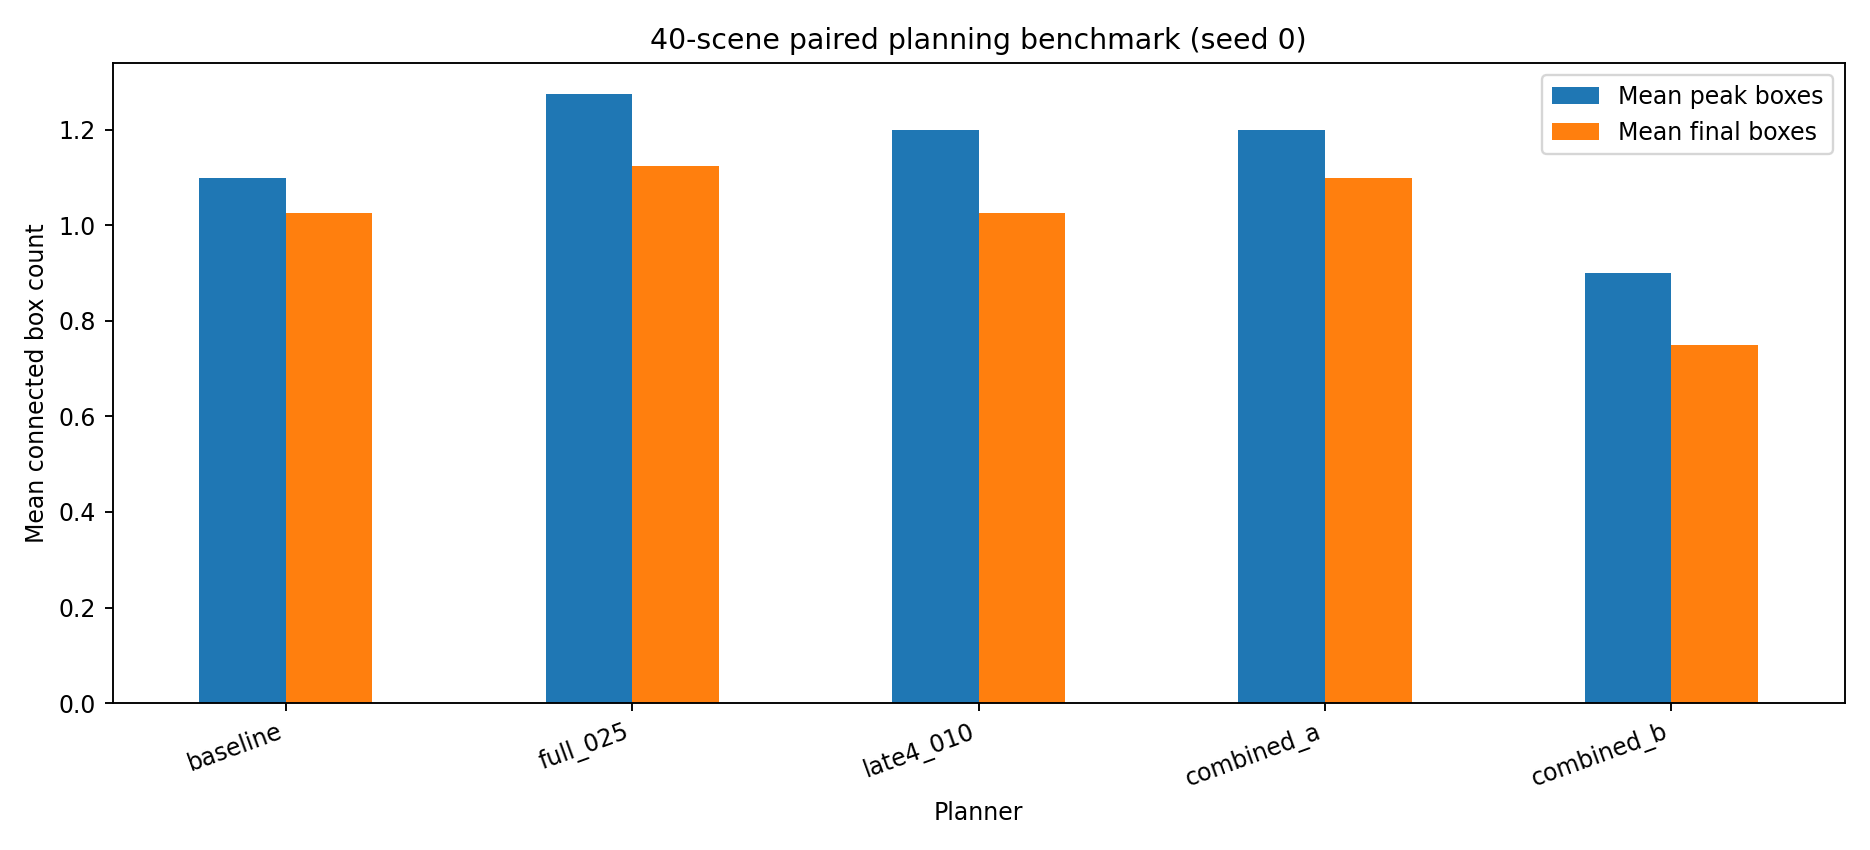 40-scene paired planning benchmark (seed 0)
Mean peak boxes
Mean final boxes
Mean connected box count
1.2
1.0
0.8
0.6
0.4
0.2
0.0
baseline
full_025
late4_010
combined_a
combined_b
Planner